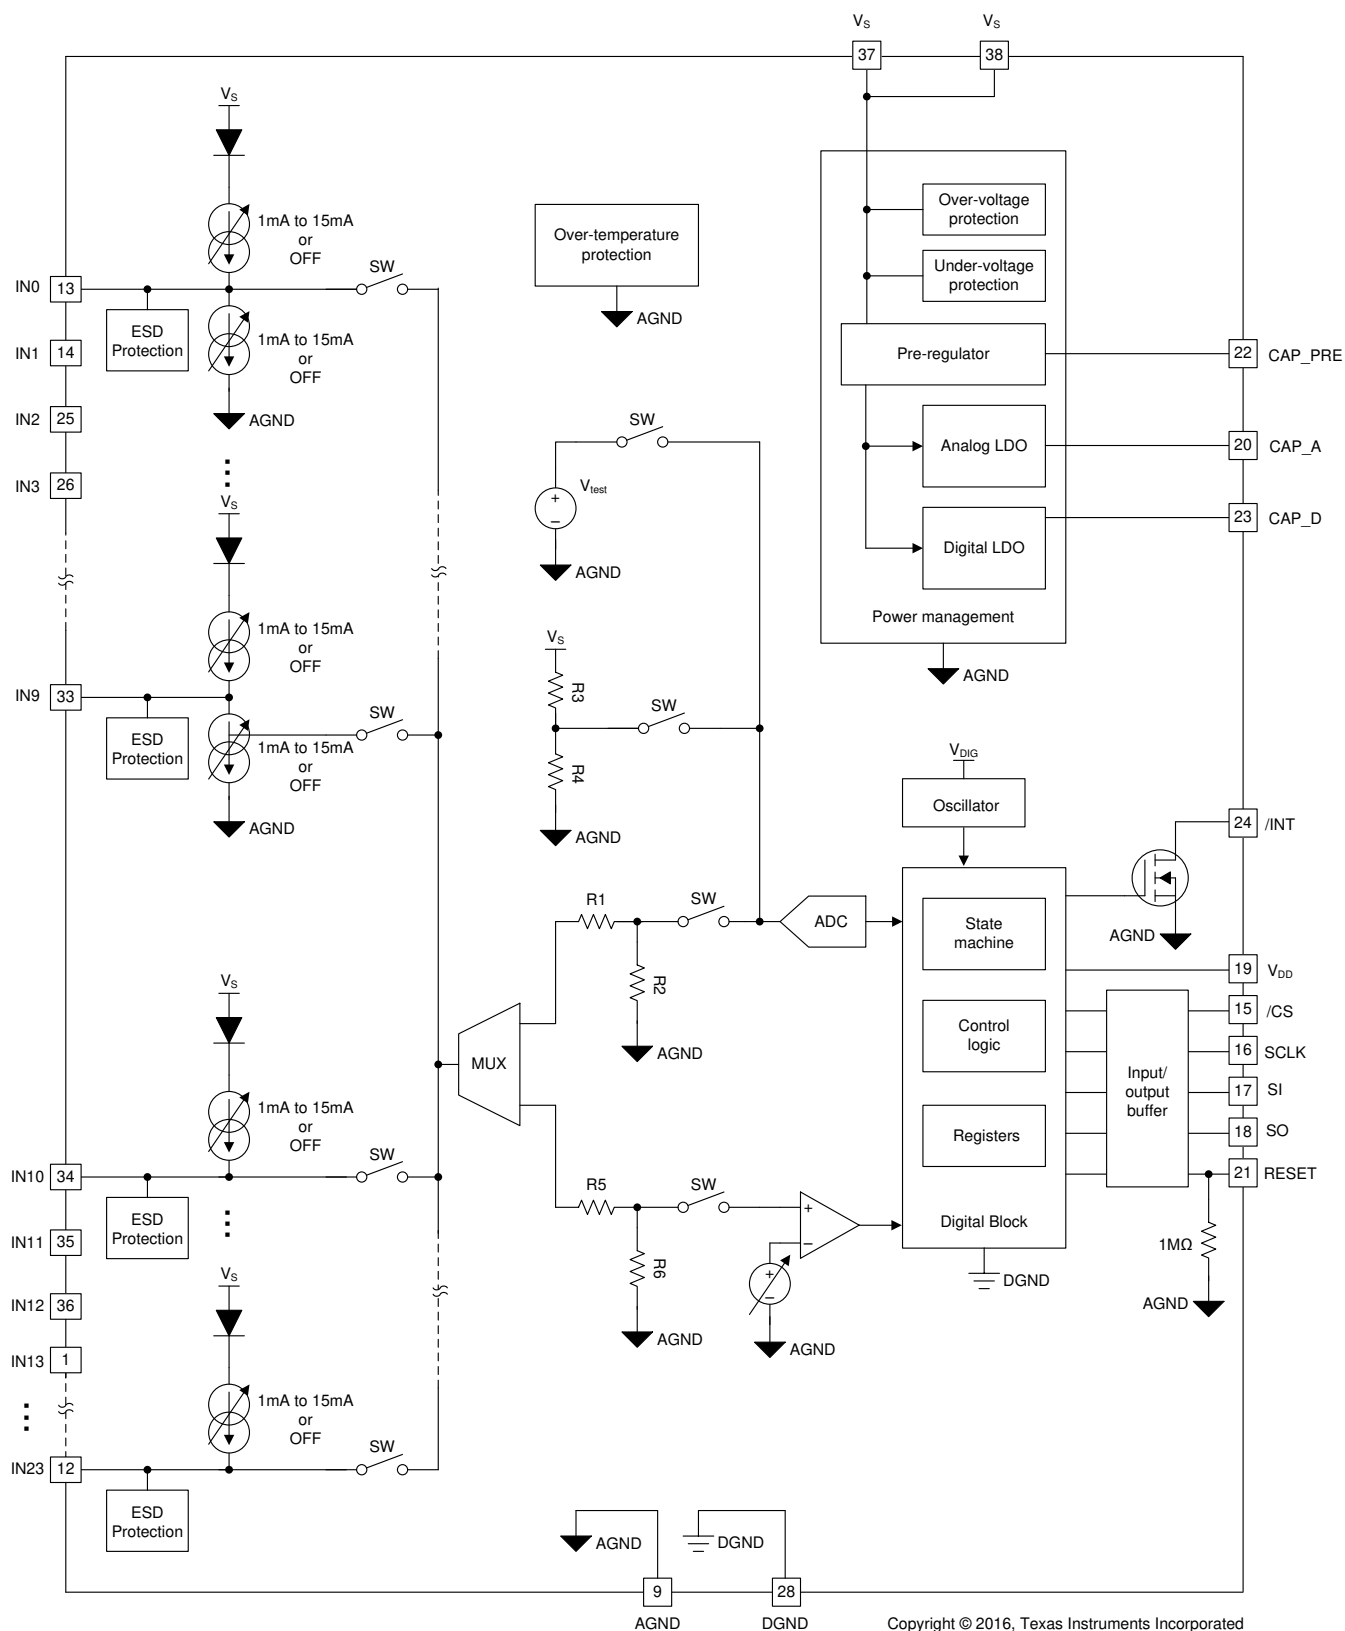 VS
VS
37
38
VS
1mA to 15mA
or
OFF
SW
IN0
13
ESD
Protection
1mA to 15mA
or
OFF
AGND
IN1
14
IN2
25
IN3
26
Over-temperature
protection
AGND
Over-voltage
protection
Under-voltage
protection
Pre-regulator
22
CAP_PRE
Analog LDO
20
CAP_A
Digital LDO
23
CAP_D
Power management
AGND
SW
Vtest
+
−
AGND
VS
1mA to 15mA
or
OFF
IN9
33
ESD
Protection
SW
1mA to 15mA
or
OFF
AGND
VS
R3
SW
R4
AGND
VDIG
Oscillator
24
/INT
AGND
R1
SW
ADC
R2
AGND
State
machine
Control
logic
Registers
Digital Block
DGND
19
VDD
15
/CS
16
SCLK
17
SI
18
SO
21
RESET
Input/
output
buffer
1MΩ
AGND
MUX
VS
1mA to 15mA
or
OFF
SW
IN10
34
ESD
Protection
IN11
35
IN12
36
IN13
1
R5
SW
R6
AGND
+
−
+
−
AGND
VS
1mA to 15mA
or
OFF
SW
IN23
12
ESD
Protection
AGND
DGND
9
28
AGND
DGND
Copyright © 2016, Texas Instruments Incorporated